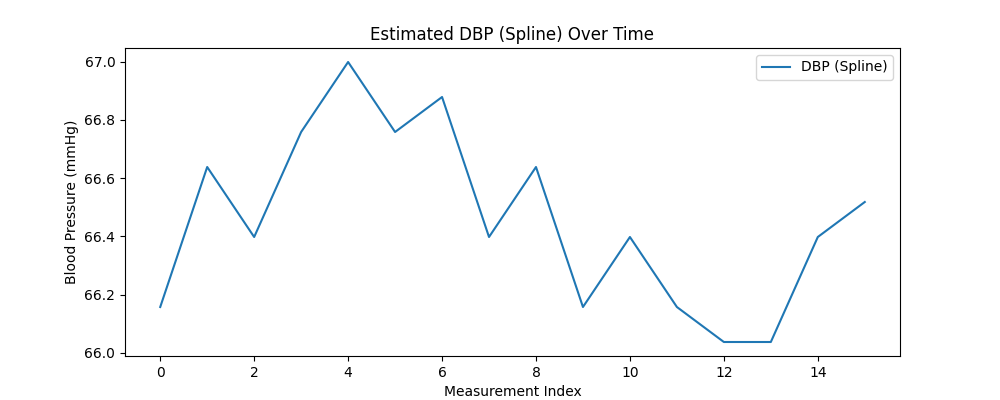 Estimated DBP (Spline) Over Time
DBP (Spline)
Blood Pressure (mmHg)
67.0
66.8
66.6
66.4
66.2
66.0
0 2 4 6 8 10 12 14
Measurement Index